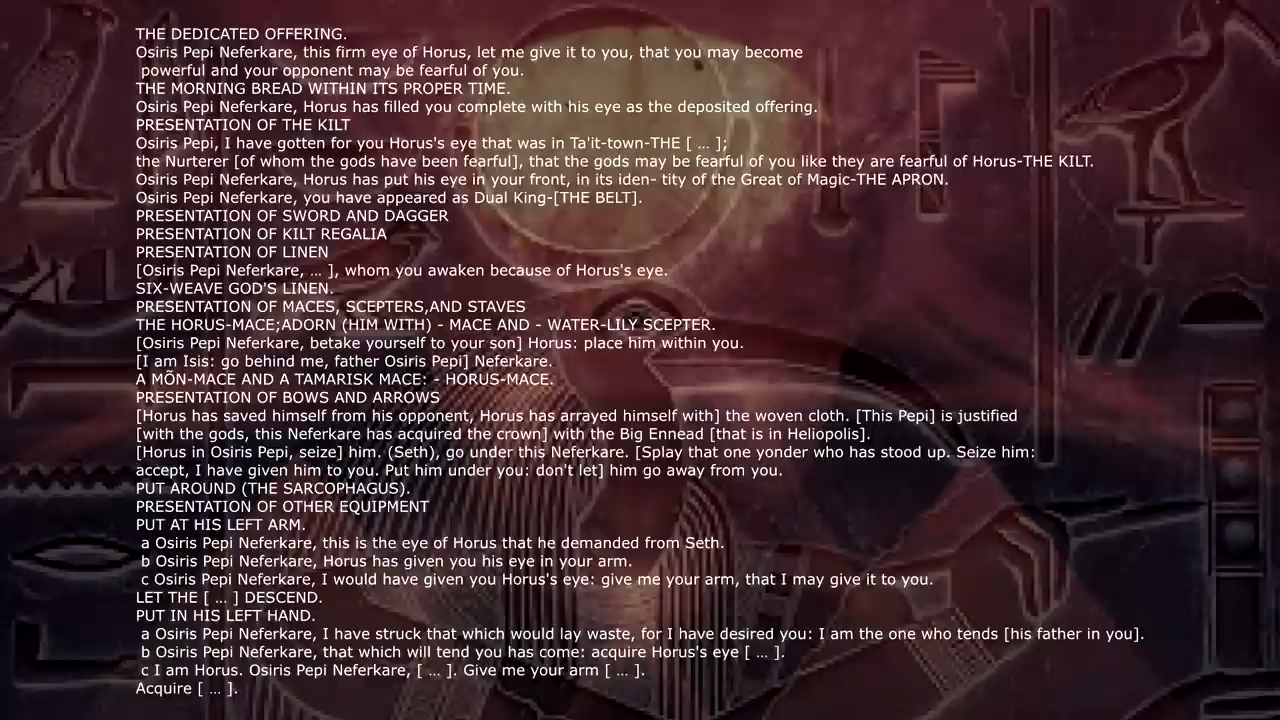 THE DEDICATED OFFERING.
Osiris Pepi Neferkare, this firm eye of Horus, let me give it to you, that you may become
powerful and your opponent may be fearful of you.
THE MORNING BREAD WITHIN ITS PROPER TIME.
Osiris Pepi Neferkare, Horus has filled you complete with his eye as the deposited offering.
PRESENTATION OF THE KILT
Osiris Pepi, I have gotten for you Horus's eye that was in Ta'it-town-THE [ ... ];
the Nurterer [of whom the gods have been fearful], that the gods may be fearful of you like they are fearful of Horus-THE KILT.
Osiris Pepi Neferkare, Horus has put his eye in your front, in its iden- tity of the Great of Magic-THE APRON.
Osiris Pepi Neferkare, you have appeared as Dual King-[THE BELT].
PRESENTATION OF SWORD AND DAGGER
PRESENTATION OF KILT REGALIA
PRESENTATION OF LINEN
[Osiris Pepi Neferkare, ... ], whom you awaken because of Horus's eye.
SIX-WEAVE GOD'S LINEN.
PRESENTATION OF MACES, SCEPTERS,AND STAVES
THE HORUS-MACE;ADORN (HIM WITH) - MACE AND - WATER-LILY SCEPTER.
[Osiris Pepi Neferkare, betake yourself to your son] Horus: place him within you.
[I am Isis: go behind me, father Osiris Pepi] Neferkare.
A MÕN-MACE AND A TAMARISK MACE: - HORUS-MACE.
PRESENTATION OF BOWS AND ARROWS
[Horus has saved himself from his opponent, Horus has arrayed himself with] the woven cloth. [This Pepi] is justified
[with the gods, this Neferkare has acquired the crown] with the Big Ennead [that is in Heliopolis].
[Horus in Osiris Pepi, seize] him. (Seth), go under this Neferkare. [Splay that one yonder who has stood up. Seize him:
accept, I have given him to you. Put him under you: don't let] him go away from you.
PUT AROUND (THE SARCOPHAGUS).
PRESENTATION OF OTHER EQUIPMENT
PUT AT HIS LEFT ARM.
a Osiris Pepi Neferkare, this is the eye of Horus that he demanded from Seth.
b Osiris Pepi Neferkare, Horus has given you his eye in your arm.
c Osiris Pepi Neferkare, I would have given you Horus's eye: give me your arm, that I may give it to you.
LET THE [ ... ] DESCEND.
PUT IN HIS LEFT HAND.
a Osiris Pepi Neferkare, I have struck that which would lay waste, for I have desired you: I am the one who tends [his father in you].
b Osiris Pepi Neferkare, that which will tend you has come: acquire Horus's eye [ ... ].
c I am Horus. Osiris Pepi Neferkare, [ ... ]. Give me your arm [ ... ].
Acquire [ ... ].